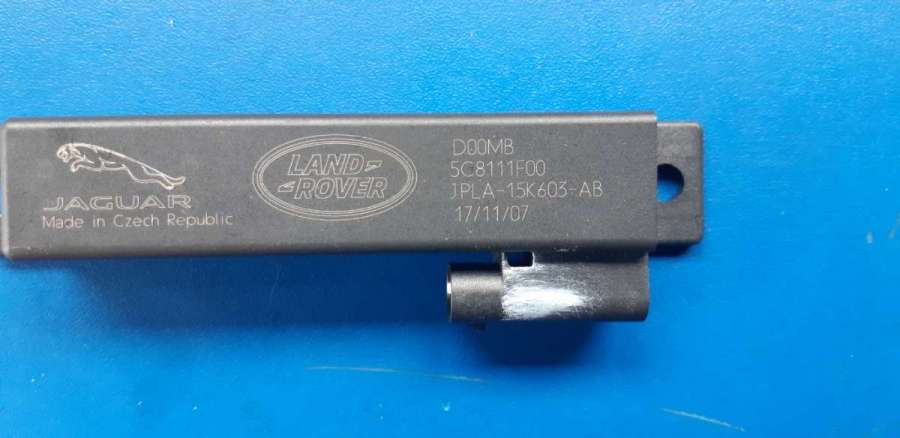 JAGUAR
Made in Czech Republic
LAND
ROVER
D00MB
5C8111F00
JPLA-15K603-AB
17/11/07